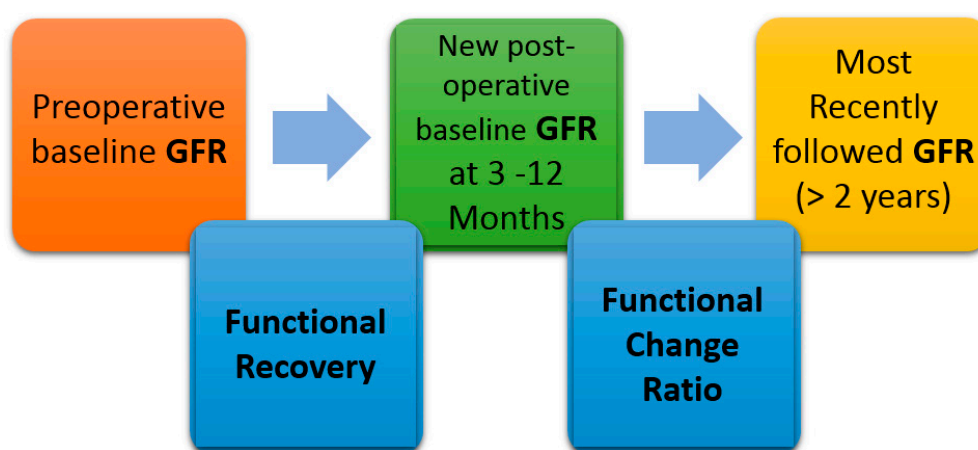 Preoperative
baseline GFR
New post-
operative
baseline GFR
at 3 -12
Months
Most
Recently
followed GFR
(> 2 years)
Functional
Recovery
Functional
Change
Ratio